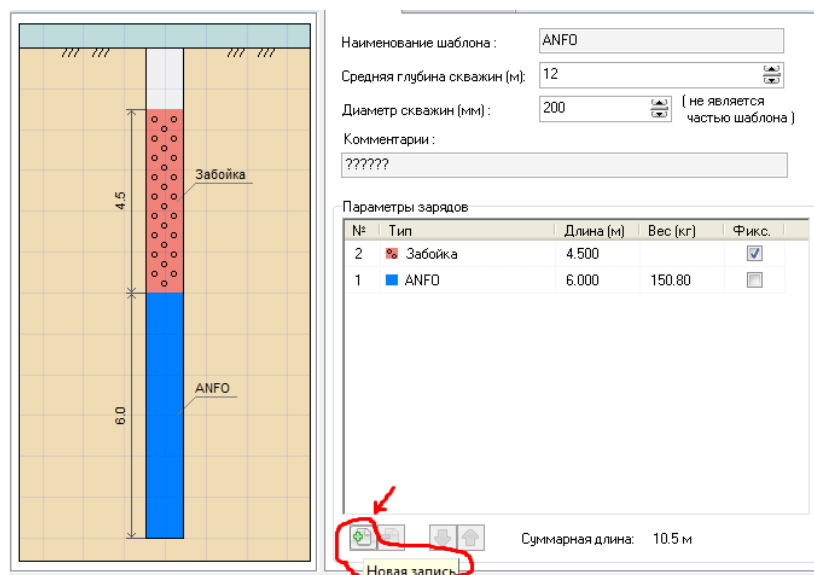 Забойка
4.5
ANFO
6.0
Наименование шаблона : ANFO
Средняя глубина скважин (м): 12
Диаметр скважин (мм) : 200 ( не является
частью шаблона )
Комментарии :
??????
Параметры зарядов
№ Тип Длина (м) Вес (кг) Фикс.
2 Забойка 4.500
1 ANFO 6.000 150.80
Суммарная длина: 10.5 м
Новая запись